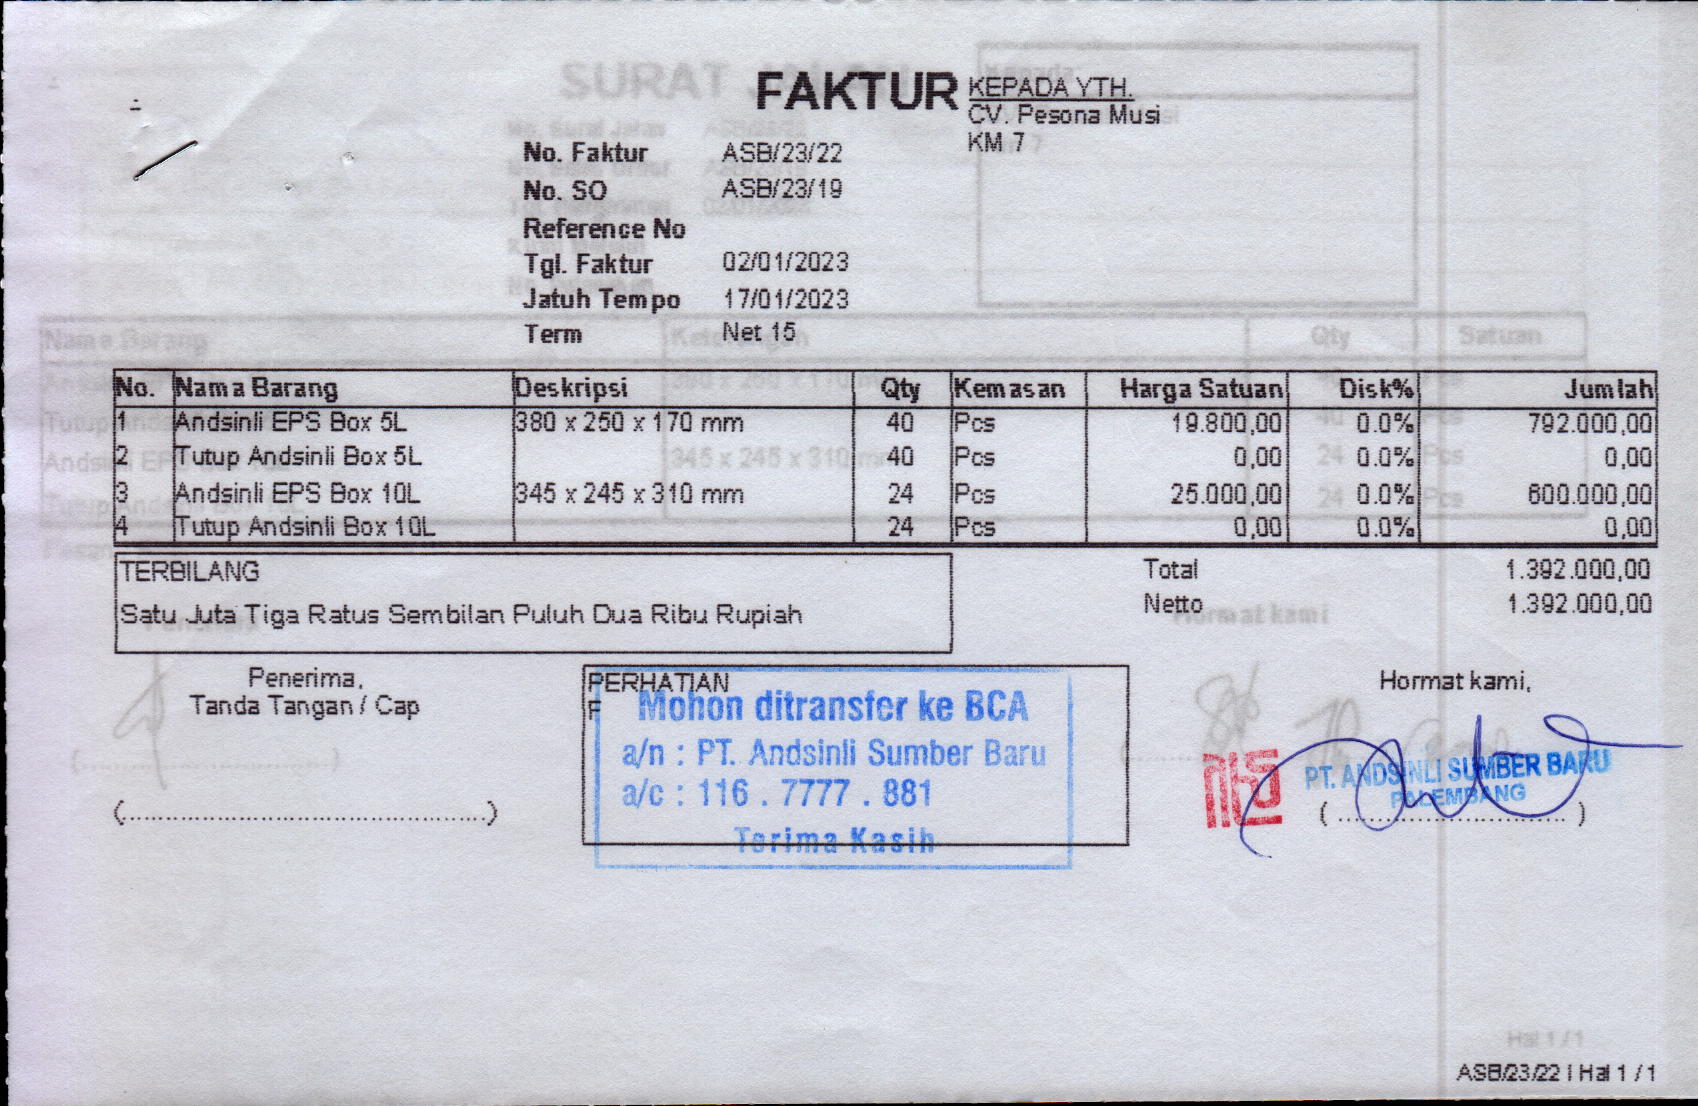 FAKTUR
KEPADA YTH.
CV. Pesona Musi
KM 7
No. Faktur ASB/23/22
No. SO ASB/23/19
Reference No
Tgl. Faktur 02/01/2023
Jatuh Tempo 17/01/2023
Term Net 15
No. Nama Barang Deskripsi Qty Kemasan Harga Satuan Disk% Jumlah
1 Andsinli EPS Box 5L 380 x 250 x 170 mm 40 Pcs 19.800,00 0.0% 792.000,00
2 Tutup Andsinli Box 5L 40 Pcs 0,00 0.0% 0,00
3 Andsinli EPS Box 10L 345 x 245 x 310 mm 24 Pcs 25.000,00 0.0% 600.000,00
4 Tutup Andsinli Box 10L 24 Pcs 0,00 0.0% 0,00
TERBILANG
Satu Juta Tiga Ratus Sembilan Puluh Dua Ribu Rupiah
Total 1.392.000,00
Netto 1.392.000,00
Penerima,
Tanda Tangan / Cap
(...............................................)
PERHATIAN
F
Mohon ditransfer ke BCA
a/n : PT. Andsinli Sumber Baru
a/c : 116 . 7777 . 881
Terima Kasih
Hormat kami,
PT. ANDSINLI SUMBER BARU
PALEMBANG
(..............................)
ASB/23/22 | Hal 1 / 1